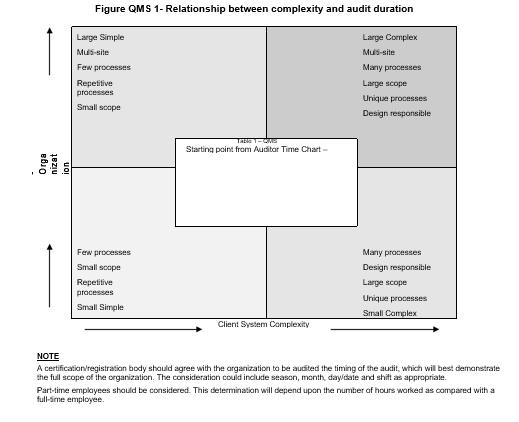 Figure QMS 1- Relationship between complexity and audit duration
Large Simple
Multi-site
Few processes
Repetitive
processes
Small scope
Large Complex
Multi-site
Many processes
Large scope
Unique processes
Design responsible
Table 1 – QMS
Starting point from Auditor Time Chart –
-
Orga
nizat
ion
Few processes
Small scope
Repetitive
processes
Small Simple
Many processes
Design responsible
Large scope
Unique processes
Small Complex
Client System Complexity
NOTE
A certification/registration body should agree with the organization to be audited the timing of the audit, which will best demonstrate
the full scope of the organization. The consideration could include season, month, day/date and shift as appropriate.
Part-time employees should be considered. This determination will depend upon the number of hours worked as compared with a
full-time employee.